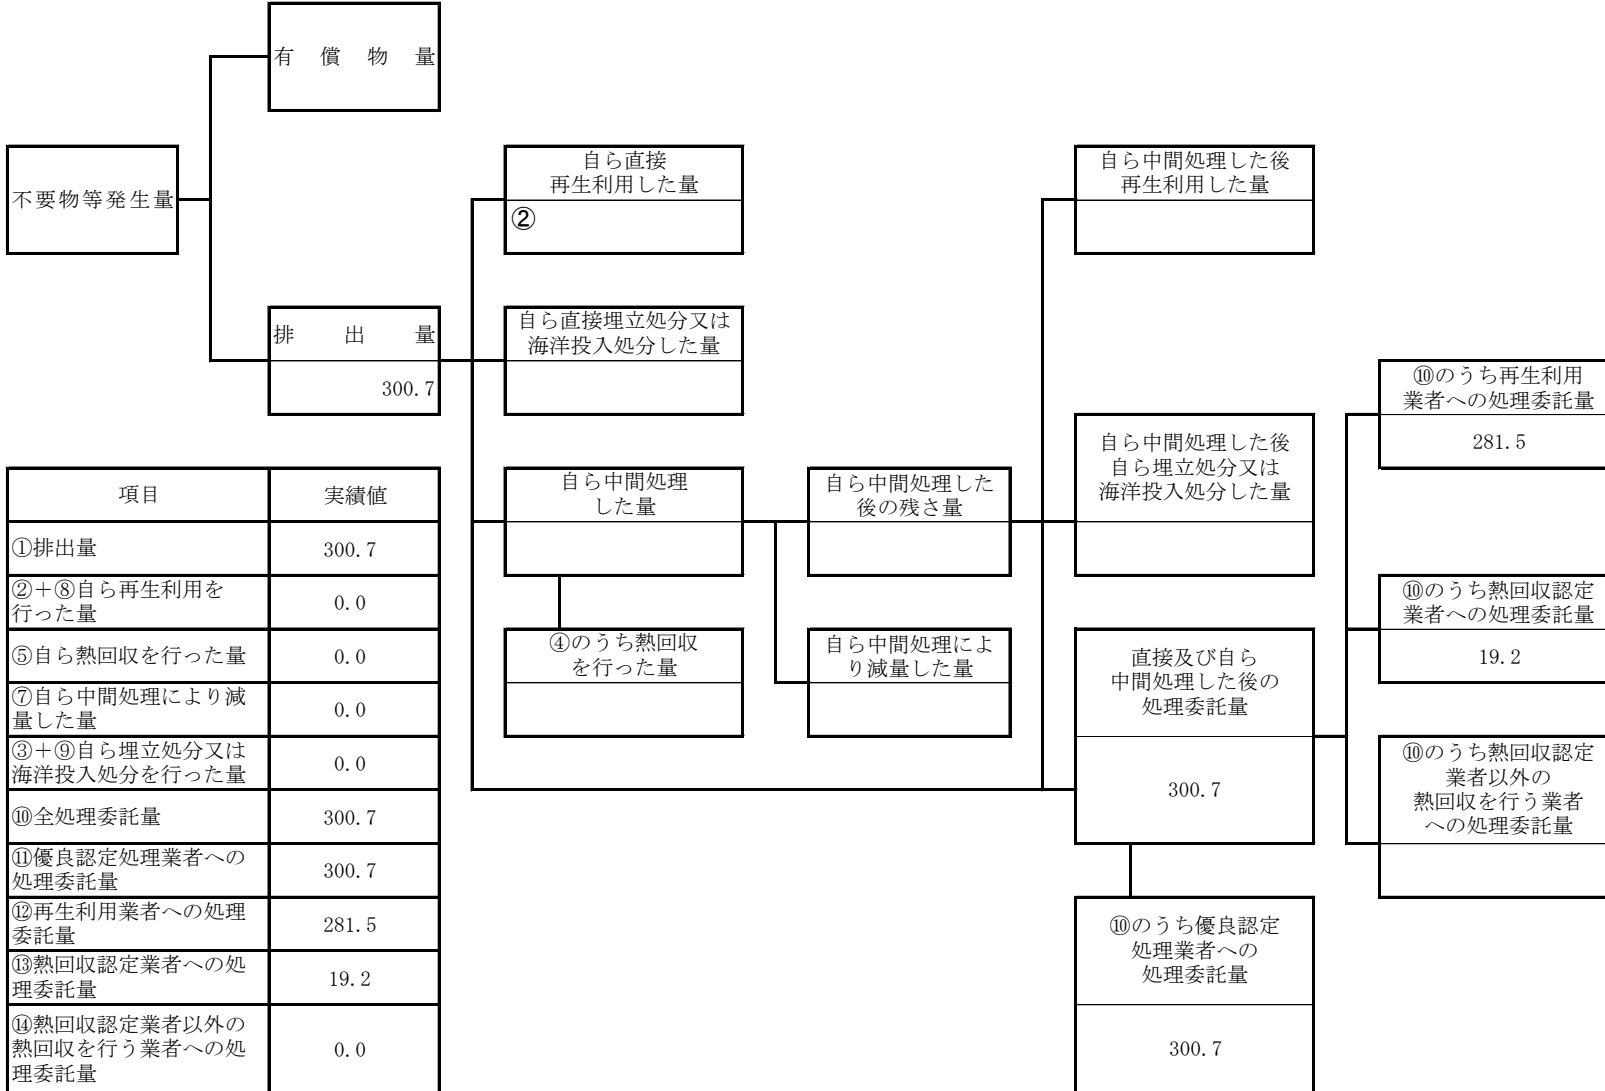 有償物量
不要物等発生量
自ら直接
再生利用した量
②
自ら中間処理した後
再生利用した量
排出量
300.7
自ら直接埋立処分又は
海洋投入処分した量
⑩のうち再生利用
業者への処理委託量
281.5
自ら中間処理
した量
自ら中間処理した
後の残さ量
自ら中間処理した後
自ら埋立処分又は
海洋投入処分した量
⑩のうち熱回収認定
業者への処理委託量
19.2
④のうち熱回収
を行った量
自ら中間処理によ
り減量した量
直接及び自ら
中間処理した後の
処理委託量
300.7
⑩のうち熱回収認定
業者以外の
熱回収を行う業者
への処理委託量
⑩のうち優良認定
処理業者への
処理委託量
300.7
項目 実績値
①排出量 300.7
②+⑧自ら再生利用を
行った量 0.0
⑤自ら熱回収を行った量 0.0
⑦自ら中間処理により減
量した量 0.0
③+⑨自ら埋立処分又は
海洋投入処分を行った量 0.0
⑩全処理委託量 300.7
⑪優良認定処理業者への
処理委託量 300.7
⑫再生利用業者への処理
委託量 281.5
⑬熱回収認定業者への処
理委託量 19.2
⑭熱回収認定業者以外の
熱回収を行う業者への処
理委託量 0.0